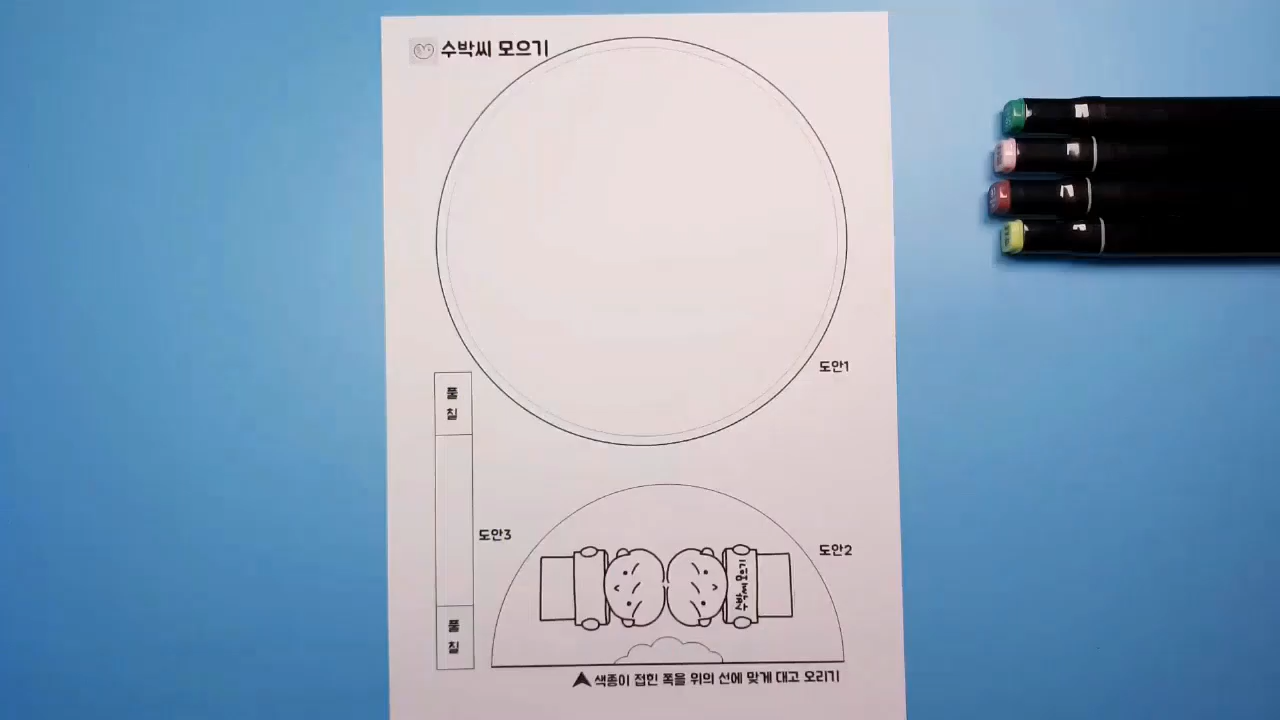 수박씨 모으기
도안1
풀
칠
도안3
도안2
수박씨 모으기
풀
칠
색종이 접힌 쪽을 위의 선에 맞게 대고 오리기